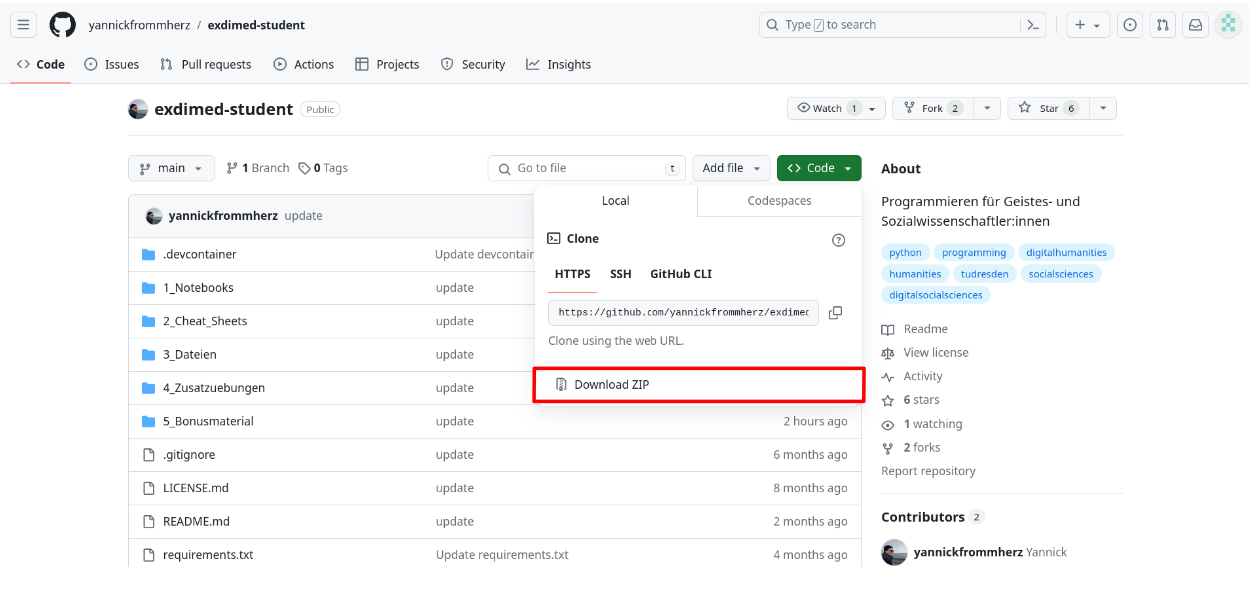 yannickfrommherz / exdimed-student
Type / to search
Code Issues Pull requests Actions Projects Security Insights
exdimed-student Public
Watch 1 Fork 2 Star 6
main 1 Branch 0 Tags
Go to file t
Add file
Code
yannickfrommherz update
.devcontainer Update devcontair
1_Notebooks update
2_Cheat_Sheets update
3_Dateien update
4_Zusatzuebungen update
5_Bonusmaterial update 2 hours ago
.gitignore update 6 months ago
LICENSE.md update 8 months ago
README.md update 2 months ago
requirements.txt Update requirements.txt 4 months ago
Local Codespaces
Clone
HTTPS SSH GitHub CLI
https://github.com/yannickfrommherz/exdimed
Clone using the web URL.
Download ZIP
About
Programmieren für Geistes- und
Sozialwissenschaftler:innen
python programming digitalhumanities
humanities tudresden socialsciences
digitalsocialsciences
Readme
View license
Activity
6 stars
1 watching
2 forks
Report repository
Contributors 2
yannickfrommherz Yannick